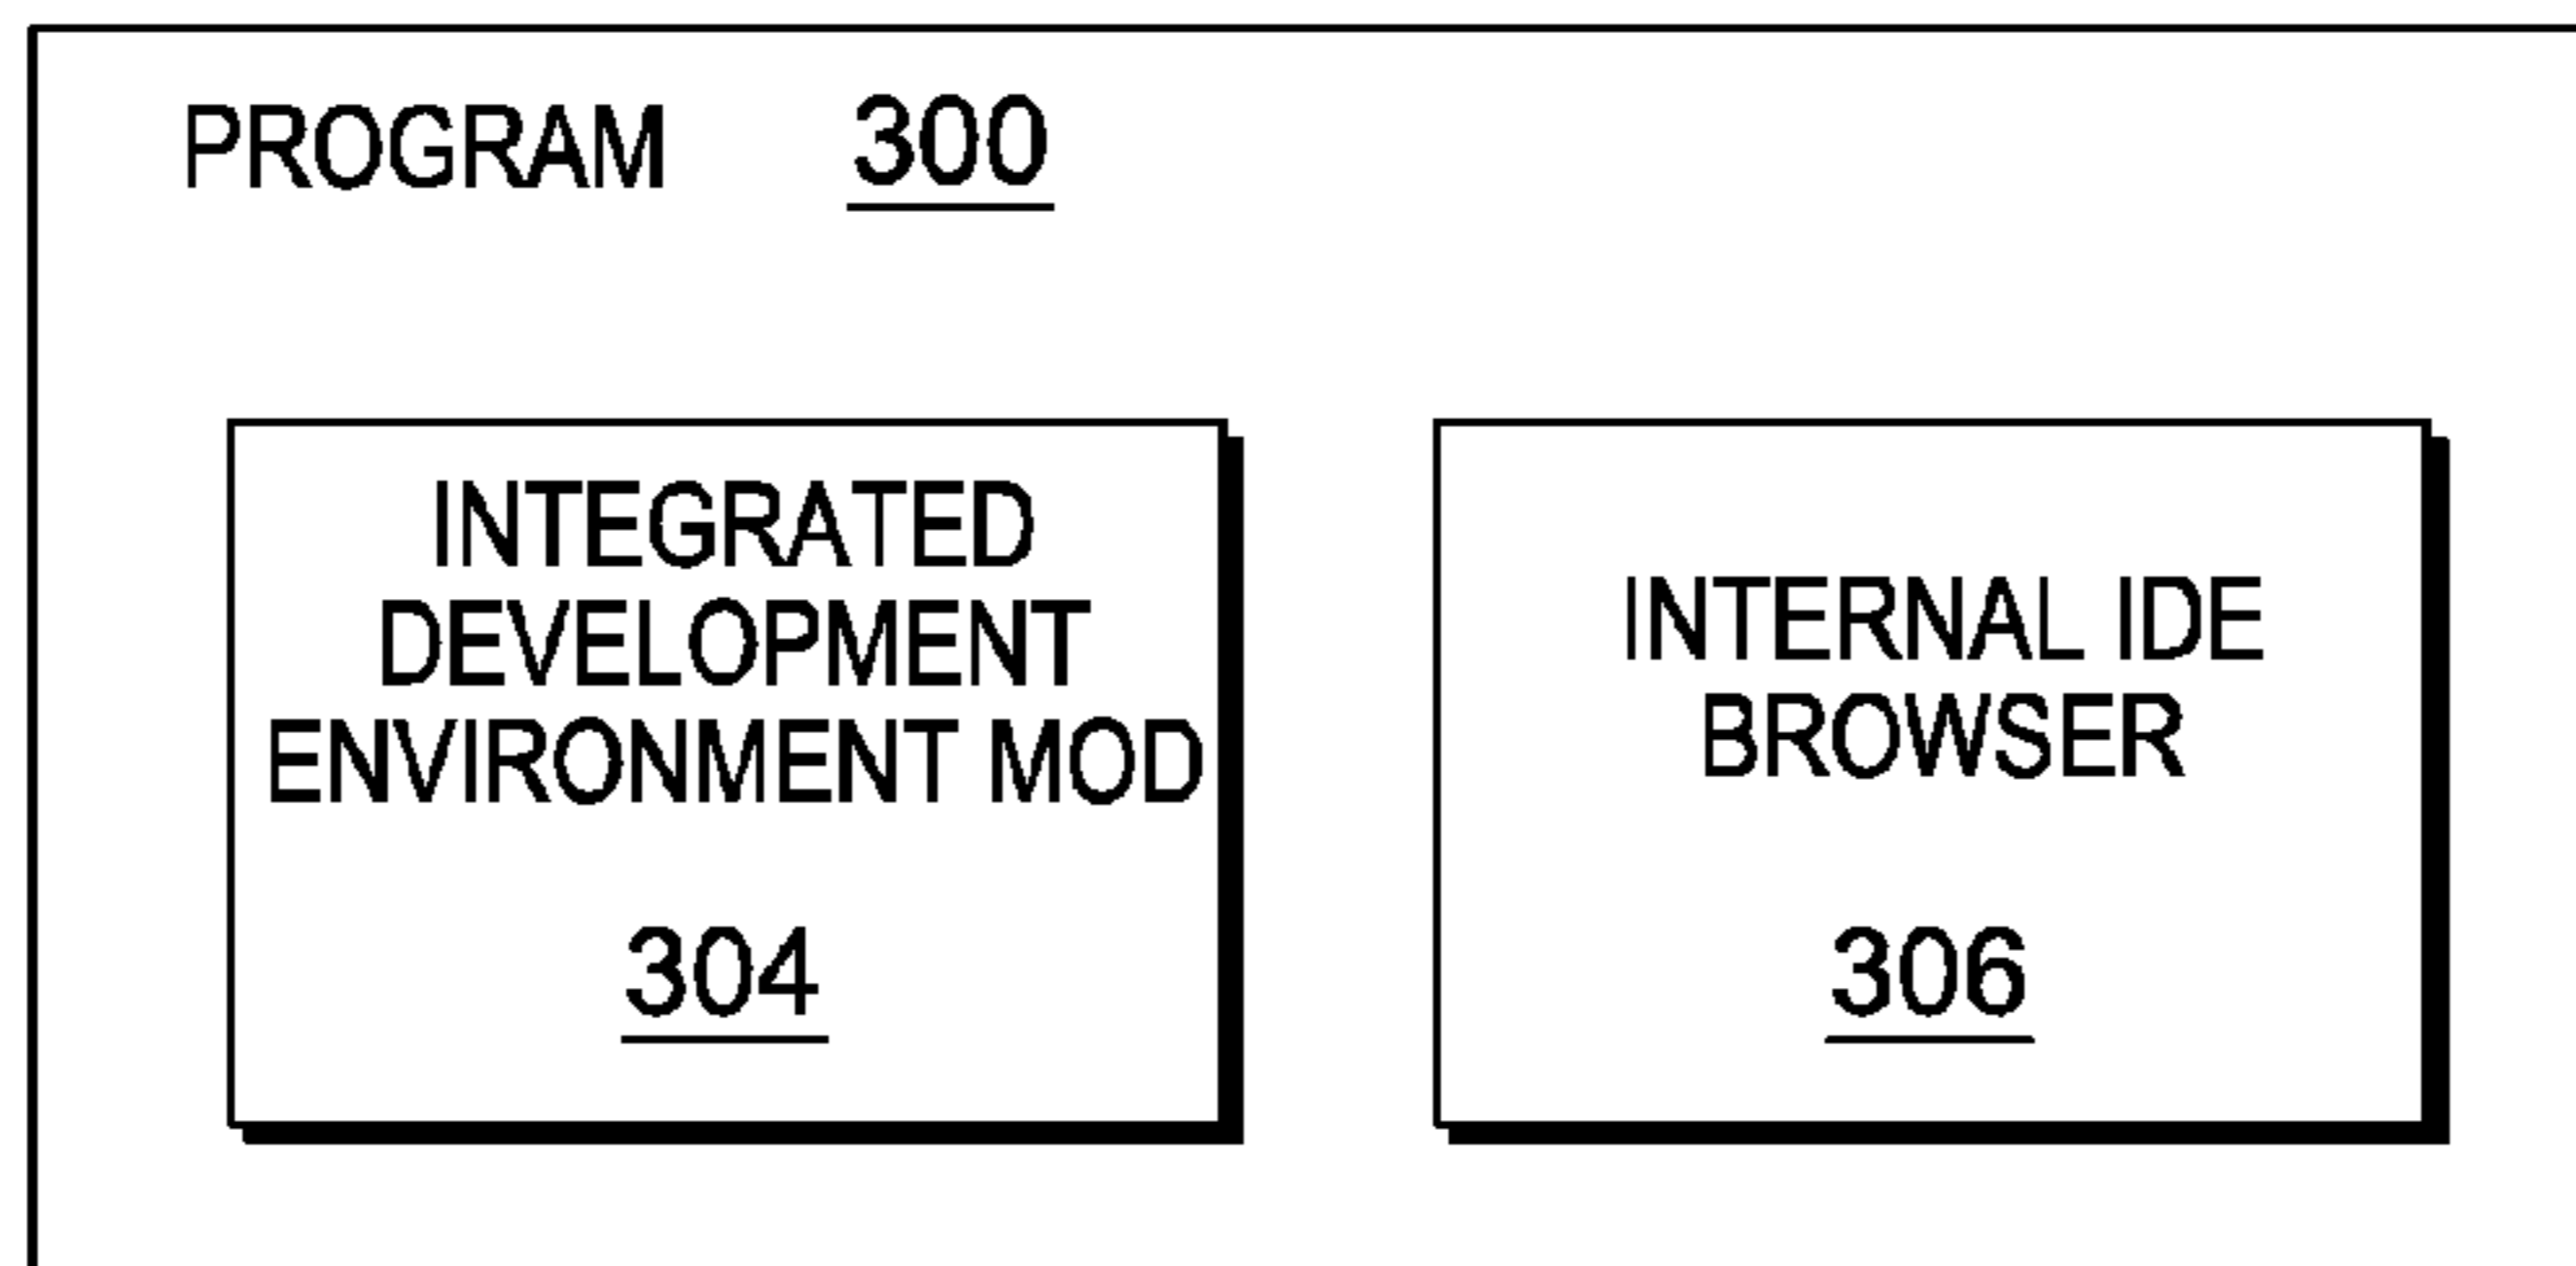 PROGRAM 300
INTEGRATED
DEVELOPMENT
ENVIRONMENT MOD
304
INTERNAL IDE
BROWSER
306